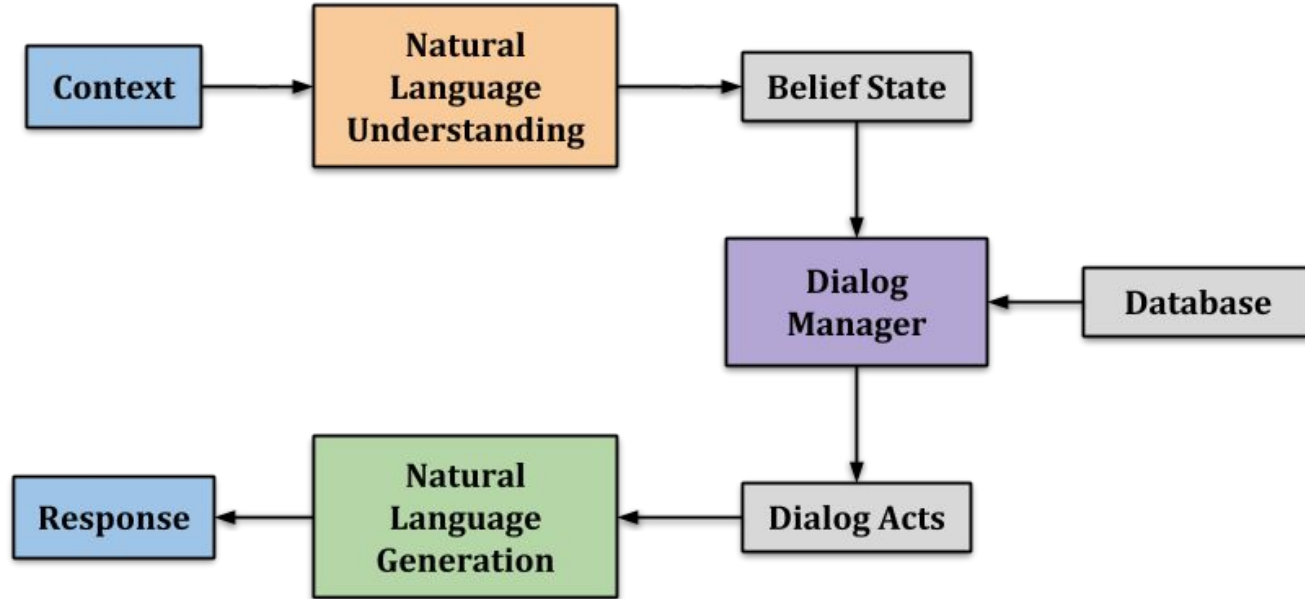 Context
Natural
Language
Understanding
Belief State
Dialog
Manager
Database
Dialog Acts
Natural
Language
Generation
Response